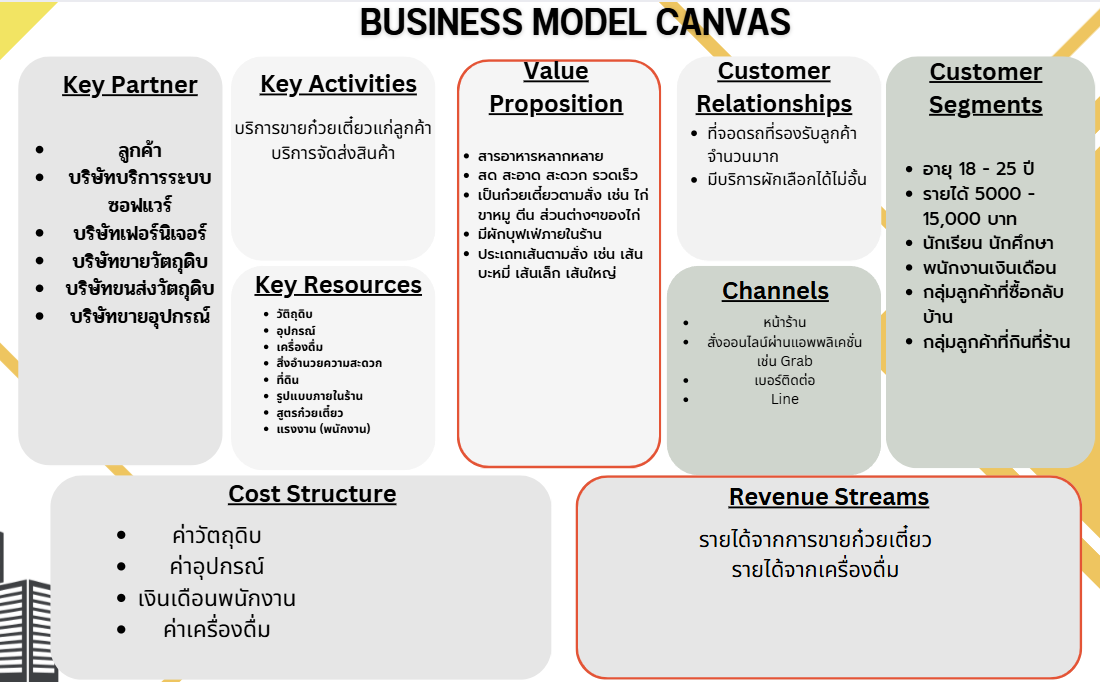 BUSINESS MODEL CANVAS
Key Partner
ลูกค้า
บริษัทบริการระบบ
ซอฟแวร์
บริษัทเฟอร์นิเจอร์
บริษัทขายวัตถุดิบ
บริษัทขนส่งวัตถุดิบ
บริษัทขายอุปกรณ์
Key Activities
บริการขายก๋วยเตี๋ยวแก่ลูกค้า
บริการจัดส่งสินค้า
Key Resources
วัติถุดิบ
อุปกรณ์
เครื่องดื่ม
สิ่งอำนวยความสะดวก
ที่ดิน
รูปแบบภายในร้าน
สูตรก๋วยเตี๋ยว
แรงงาน (พนักงาน)
Value
Proposition
สารอาหารหลากหลาย
สด สะอาด สะดวก รวดเร็ว
เป็นก๋วยเตี๋ยวตามสั่ง เช่น ไก่
ขาหมู ตีน ส่วนต่างๆของไก่
มีผักบุฟเฟ่ภายในร้าน
ประเถทเส้นตามสั่ง เช่น เส้น
บะหมี่ เส้นเล็ก เส้นใหญ่
Customer
Relationships
ที่จอดรถที่รองรับลูกค้า
จำนวนมาก
มีบริการผักเลือกได้ไม่อั้น
Channels
หน้าร้าน
สั่งออนไลน์ผ่านแอพพลิเคชั่น
เช่น Grab
เบอร์ติดต่อ
Line
Customer
Segments
อายุ 18 - 25 ปี
รายได้ 5000 -
15,000 บาท
นักเรียน นักศึกษา
พนักงานเงินเดือน
กลุ่มลูกค้าที่ซื้อกลับ
บ้าน
กลุ่มลูกค้าที่กินที่ร้าน
Cost Structure
ค่าวัตถุดิบ
ค่าอุปกรณ์
เงินเดือนพนักงาน
ค่าเครื่องดื่ม
Revenue Streams
รายได้จากการขายก๋วยเตี๋ยว
รายได้จากเครื่องดื่ม